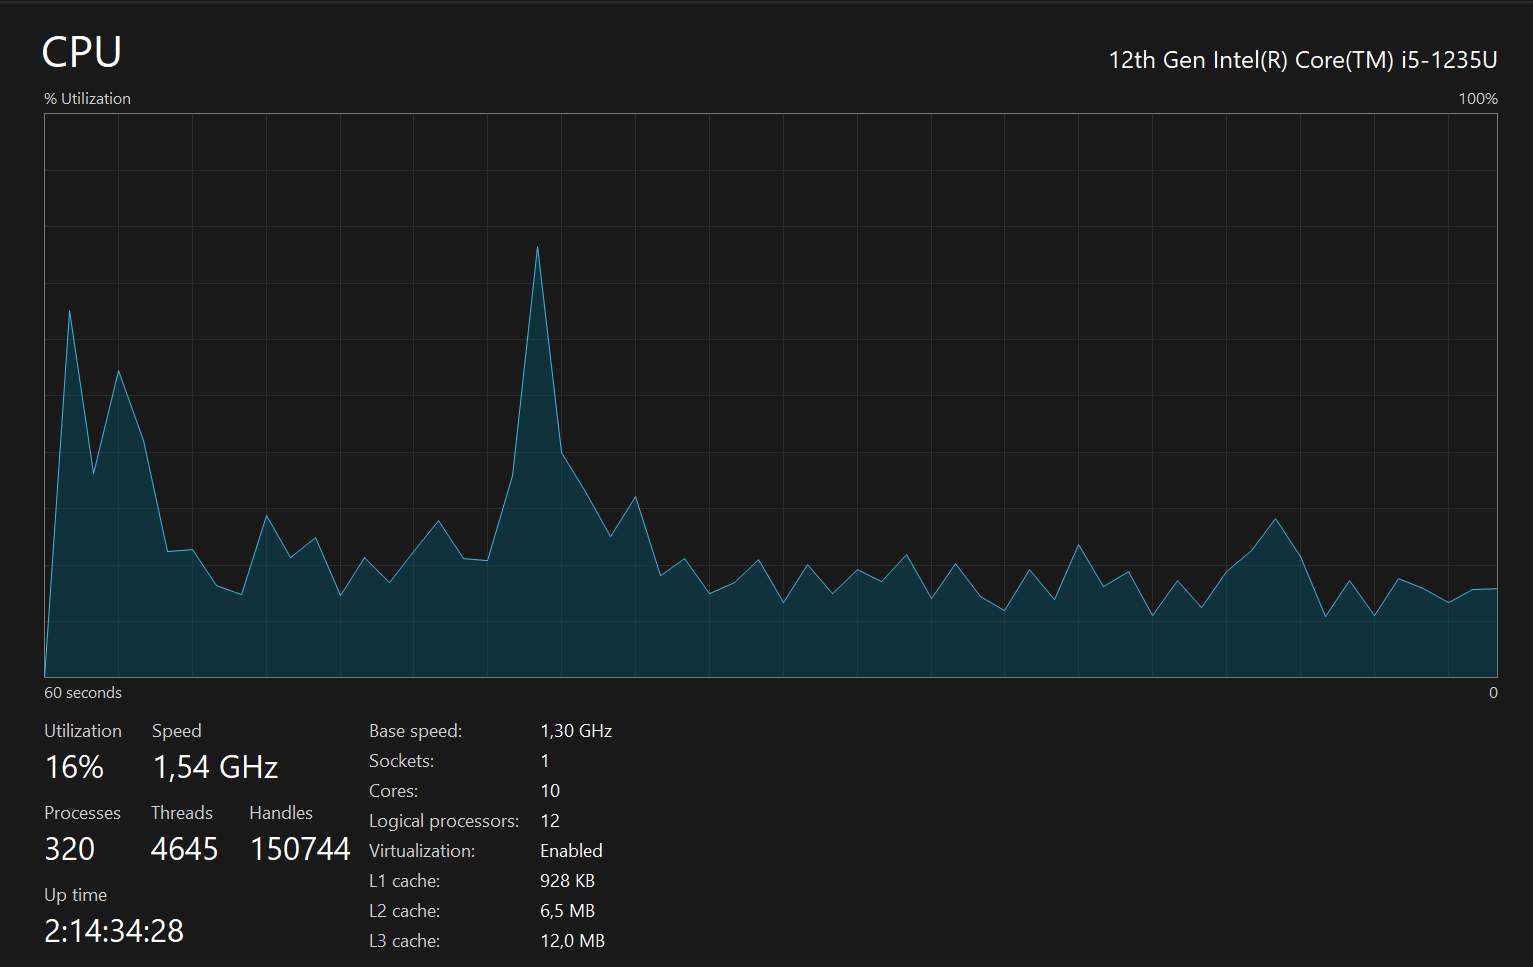 CPU
12th Gen Intel(R) Core(TM) i5-1235U
% Utilization
100%
60 seconds
0
Utilization Speed
16% 1,54 GHz
Processes Threads Handles
320 4645 150744
Up time
2:14:34:28
Base speed: 1,30 GHz
Sockets: 1
Cores: 10
Logical processors: 12
Virtualization: Enabled
L1 cache: 928 KB
L2 cache: 6,5 MB
L3 cache: 12,0 MB